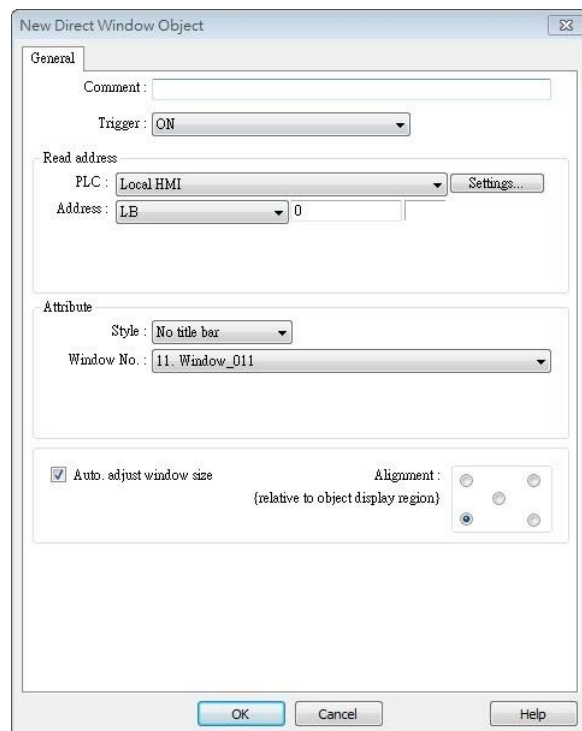 New Direct Window Object
General
Comment :
Trigger : ON
Read address
PLC : Local HMI Settings...
Address : LB 0
Attribute
Style : No title bar
Window No. : 11. Window_011
Auto. adjust window size Alignment :
{relative to object display region}
OK Cancel Help